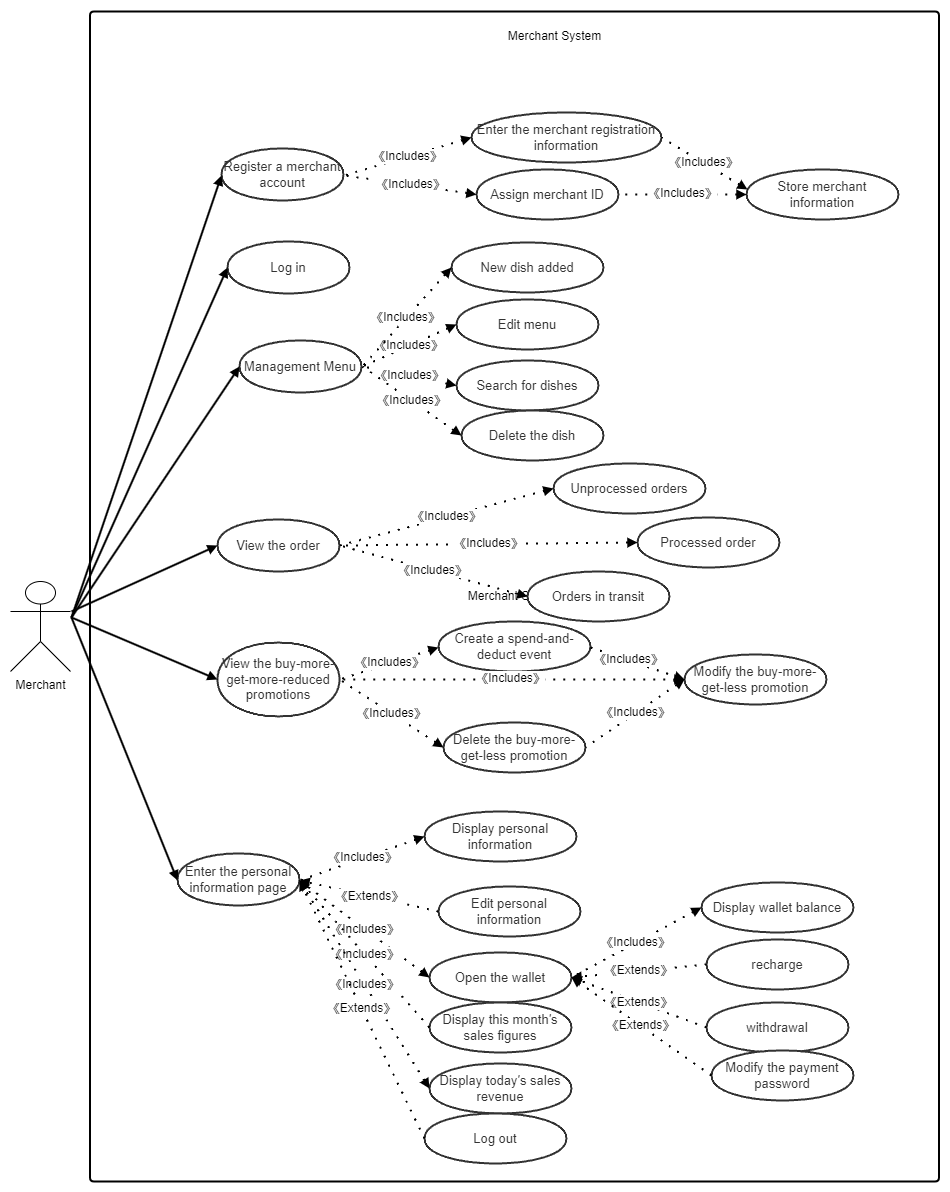 Merchant System
Enter the merchant registration
information
《Includes》
《Includes》
Register a merchant
account
《Includes》
Assign merchant ID
《Includes》
Store merchant
information
Log in
New dish added
《Includes》
Edit menu
《Includes》
Management Menu
《Includes》
Search for dishes
《Includes》
Delete the dish
Unprocessed orders
《Includes》
View the order
《Includes》
Processed order
《Includes》
Merchant S
Orders in transit
Create a spend-and-
deduct event
《Includes》
《Includes》
View the buy-more-
get-more-reduced
promotions
《Includes》
Modify the buy-more-
get-less promotion
《Includes》
《Includes》
Delete the buy-more-
get-less promotion
Merchant
Display personal
information
《Includes》
Enter the personal
information page
《Extends》
Edit personal
information
Display wallet balance
《Includes》
《Includes》
《Includes》
Open the wallet
《Extends》
recharge
《Includes》
《Extends》
《Extends》
Display this month's
sales figures
《Extends》
withdrawal
Modify the payment
password
Display today's sales
revenue
Log out